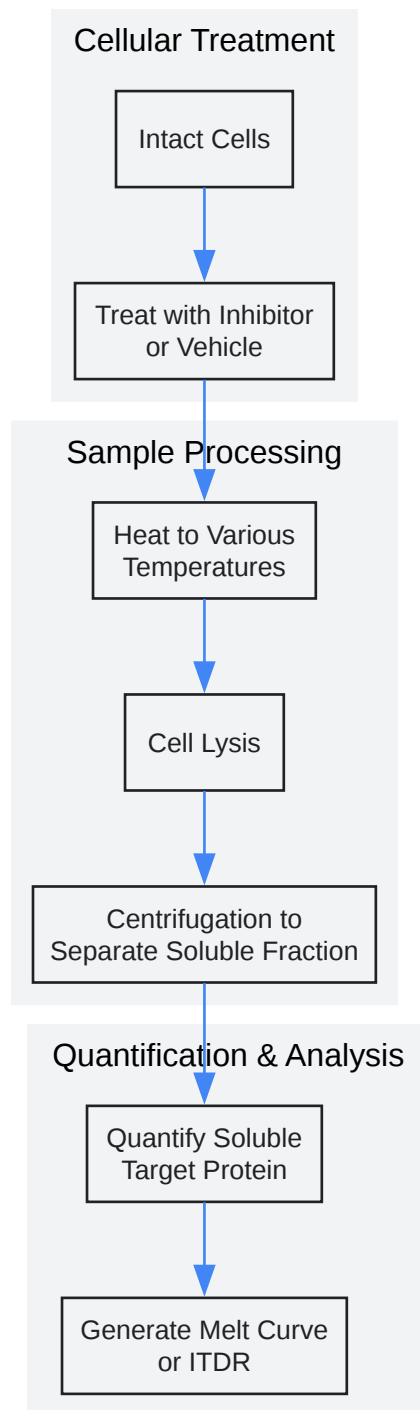 Cellular Treatment
Intact Cells
Treat with Inhibitor
or Vehicle
Sample Processing
Heat to Various
Temperatures
Cell Lysis
Centrifugation to
Separate Soluble Fraction
Quantification & Analysis
Quantify Soluble
Target Protein
Generate Melt Curve
or ITDR